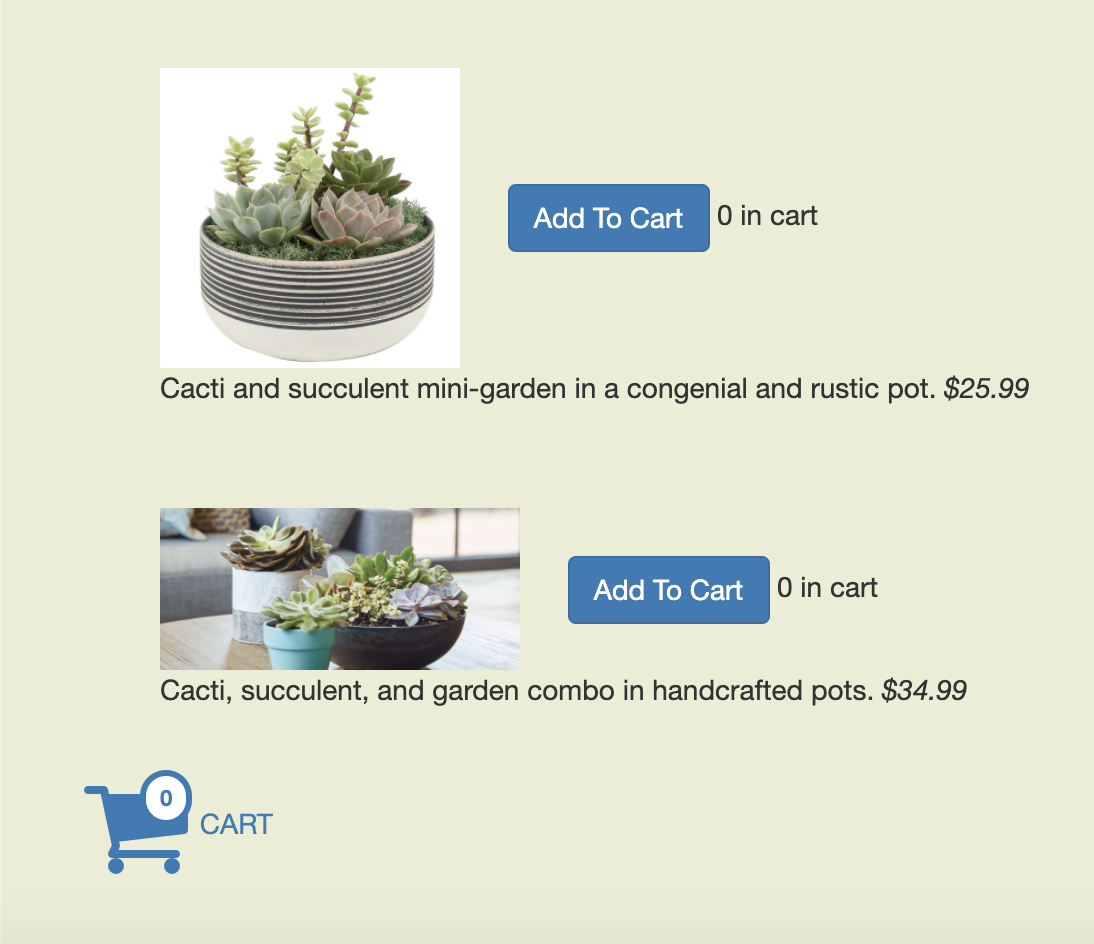 Add To Cart 0 in cart
Cacti and succulent mini-garden in a congenial and rustic pot. $25.99
Add To Cart 0 in cart
Cacti, succulent, and garden combo in handcrafted pots. $34.99
0
CART